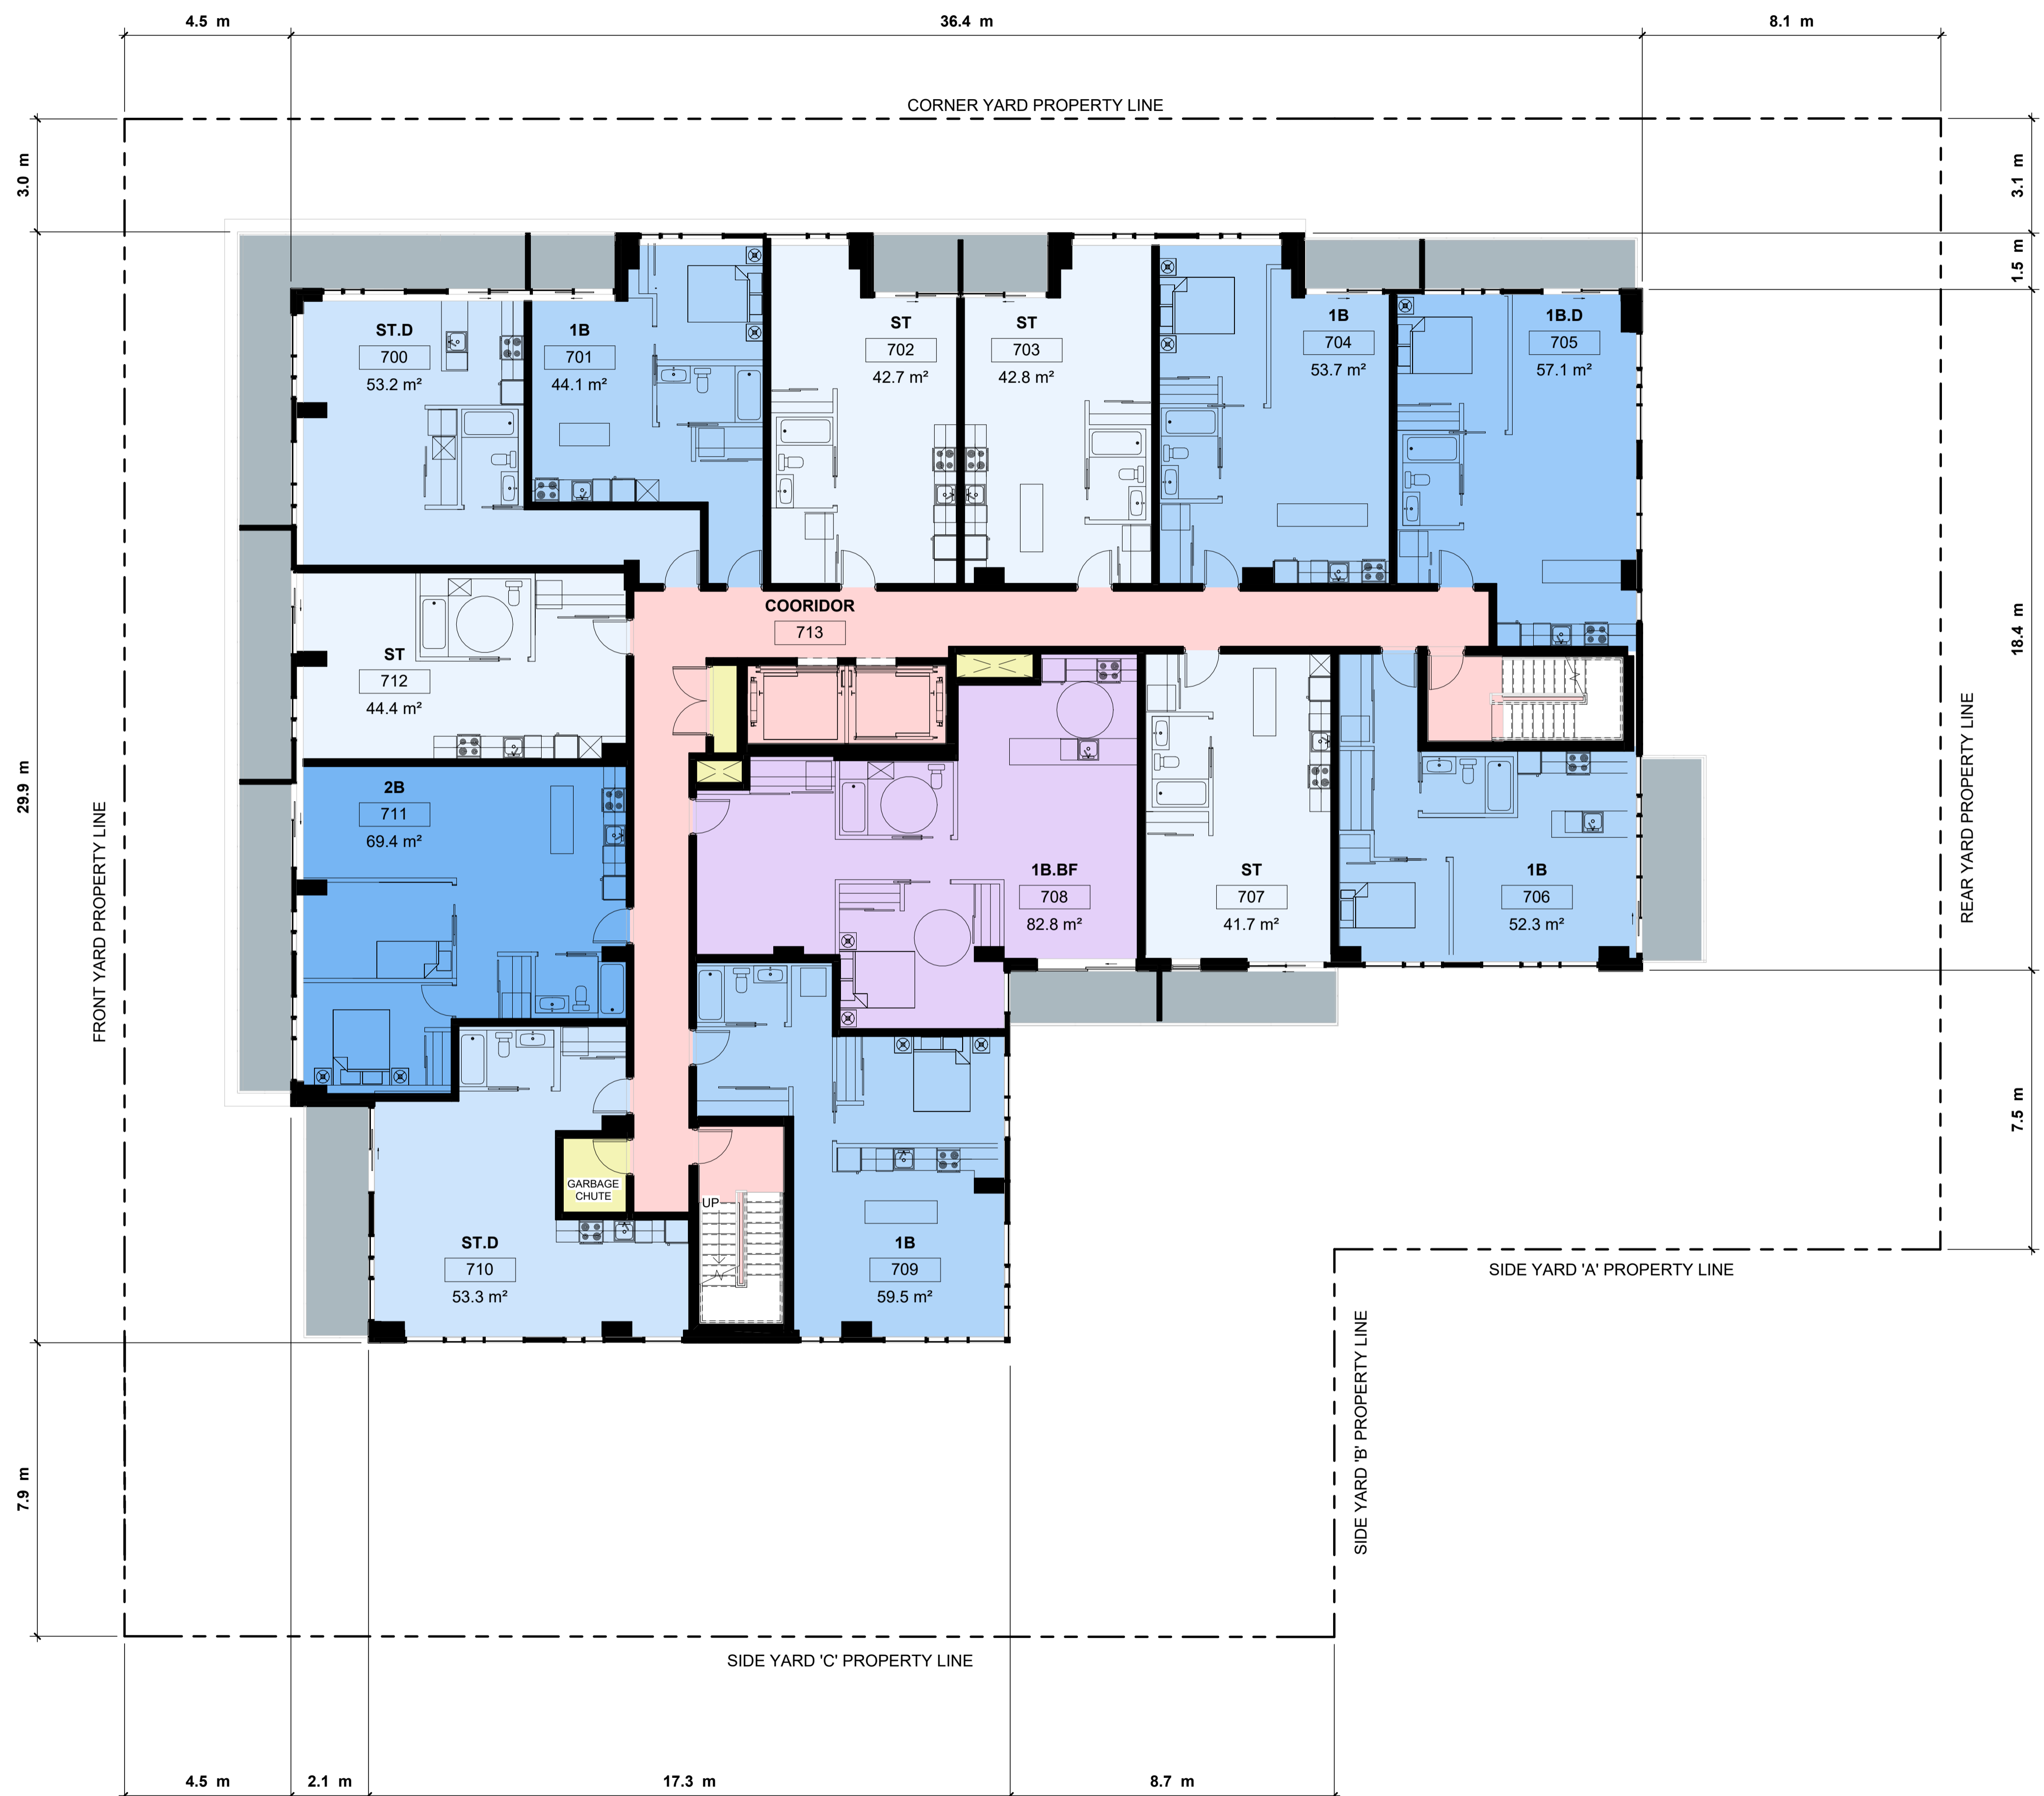 4.5 m
36.4 m
8.1 m
CORNER YARD PROPERTY LINE
3.0 m
3.1 m
1.5 m
ST.D
700
53.2 m²
1B
701
44.1 m²
ST
702
42.7 m²
ST
703
42.8 m²
1B
704
53.7 m²
1B.D
705
57.1 m²
COORIDOR
713
18.4 m
ST
712
44.4 m²
29.9 m
FRONT YARD PROPERTY LINE
REAR YARD PROPERTY LINE
2B
711
69.4 m²
1B.BF
708
82.8 m²
ST
707
41.7 m²
1B
706
52.3 m²
7.5 m
GARBAGE
CHUTE
UP
ST.D
710
53.3 m²
1B
709
59.5 m²
SIDE YARD 'A' PROPERTY LINE
SIDE YARD 'B' PROPERTY LINE
7.9 m
SIDE YARD 'C' PROPERTY LINE
4.5 m
2.1 m
17.3 m
8.7 m